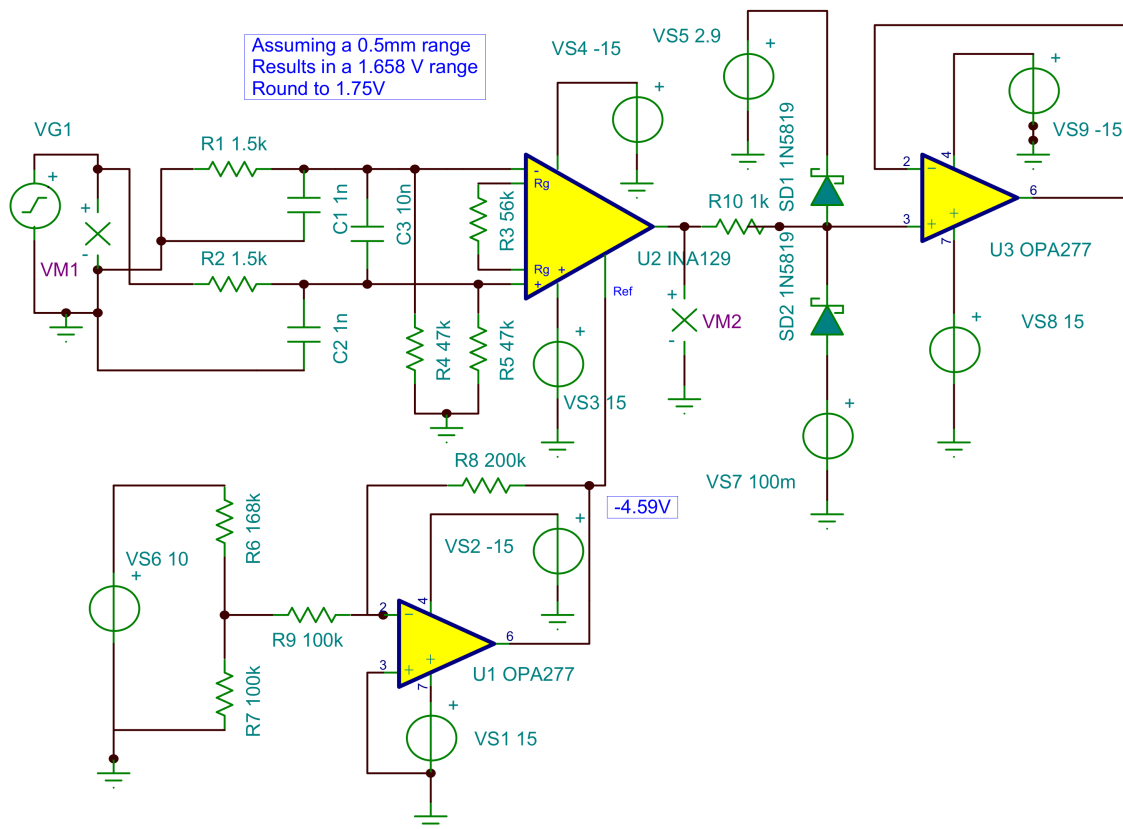 Assuming a 0.5mm range
Results in a 1.658 V range
Round to 1.75V
VS4 -15
+
VS5 2.9
+
+
VS9 -15
VG1
+
R1 1.5k
+
VM1
-
C1 1n
C3 10n
R2 1.5k
C2 1n
-
Rg
R3 56k
Rg
+
+
U2 INA129
Ref
R10 1k
SD1 1N5819
SD2 1N5819
2
-
4
3
+
+
7
6
U3 OPA277
+
VM2
-
R4 47k
R5 47k
+
VS3 15
+
VS8 15
+
VS7 100m
R8 200k
-4.59V
R6 168k
VS6 10
+
R9 100k
R7 100k
VS2 -15
+
2
-
4
3
+
+
7
6
U1 OPA277
+
VS1 15